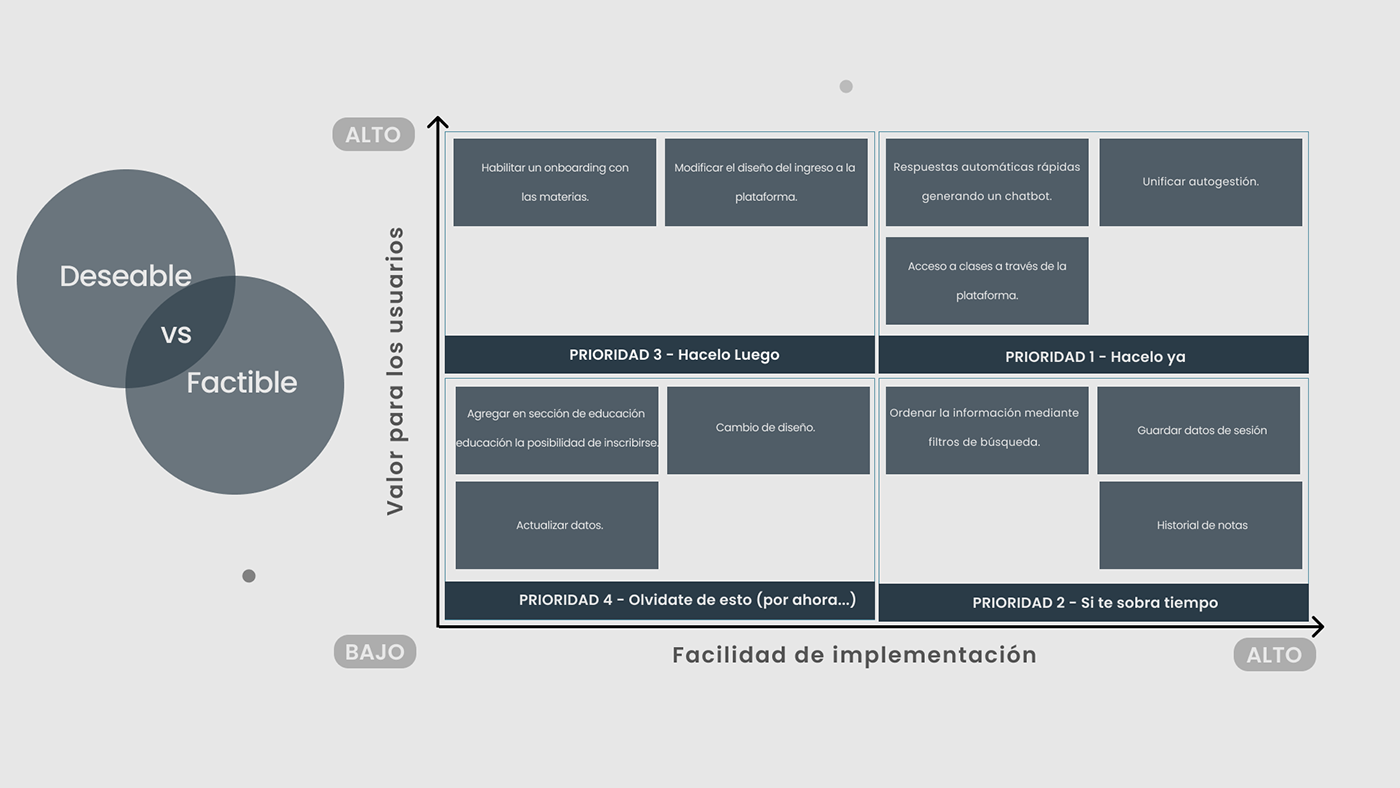 Deseable
vs
Factible
ALTO
Valor para los usuarios
BAJO
Habilitar un onboarding con
las materias.
Modificar el diseño del ingreso a la
plataforma.
PRIORIDAD 3 - Hacelo Luego
Respuestas automáticas rápidas
generando un chatbot.
Unificar autogestión.
Acceso a clases a través de la
plataforma.
PRIORIDAD 1 - Hacelo ya
Agregar en sección de educación
educación la posibilidad de inscribirse.
Cambio de diseño.
Actualizar datos.
PRIORIDAD 4 - Olvidate de esto (por ahora...)
Ordenar la información mediante
filtros de búsqueda.
Guardar datos de sesión
Historial de notas
PRIORIDAD 2 - Si te sobra tiempo
Facilidad de implementación
ALTO